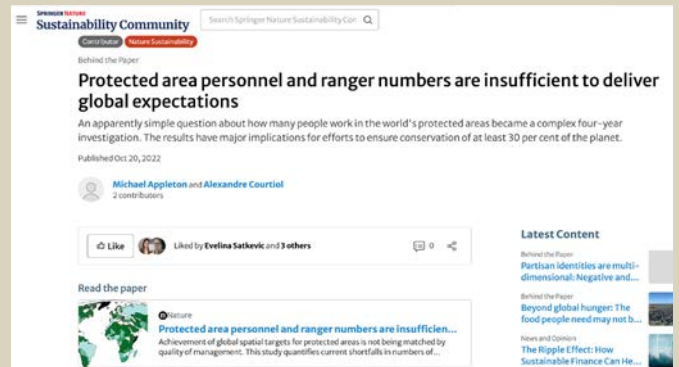 SPRINGER NATURE
Sustainability Community
Search Springer Nature Sustainability Cor
Contributor
Nature Sustainability
Behind the Paper
Protected area personnel and ranger numbers are insufficient to deliver
global expectations
An apparently simple question about how many people work in the world's protected areas became a complex four-year
investigation. The results have major implications for efforts to ensure conservation of at least 30 per cent of the planet.
Published Oct 20, 2022
Michael Appleton and Alexandre Courtiol
2 contributors
Like
Liked by Evelina Satkevic and 3 others
0
Read the paper
Nature
Protected area personnel and ranger numbers are insufficien...
Achievement of global spatial targets for protected areas is not being matched by
quality of management. This study quantifies current shortfalls in numbers of...
Latest Content
Behind the Paper
Partisan identities are multi-
dimensional: Negative and...
Behind the Paper
Beyond global hunger: The
food people need may not b...
News and Opinion
The Ripple Effect: How
Sustainable Finance Can He...